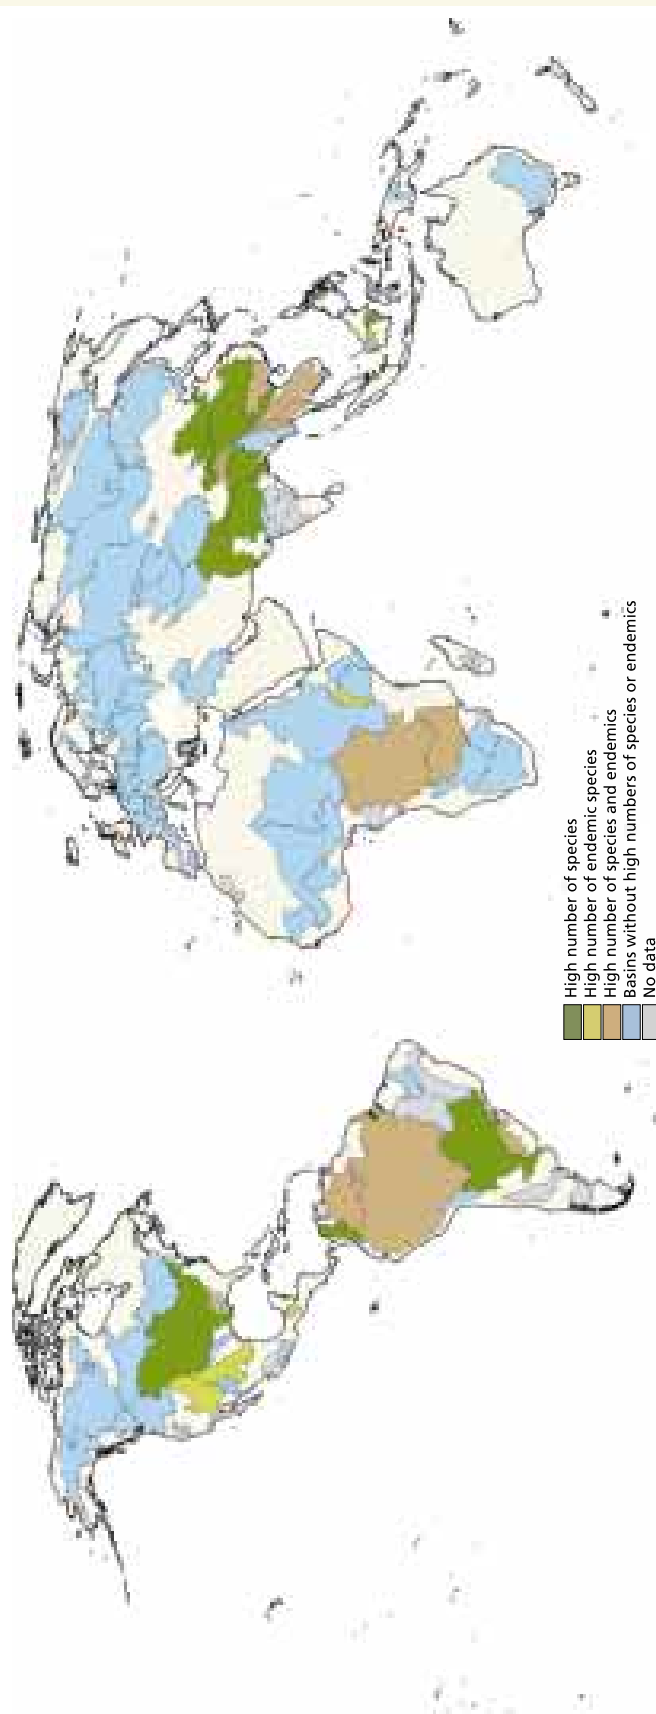 High number of species
High number of endemic species
High number of species and endemics
Basins without high numbers of species or endemics
No data